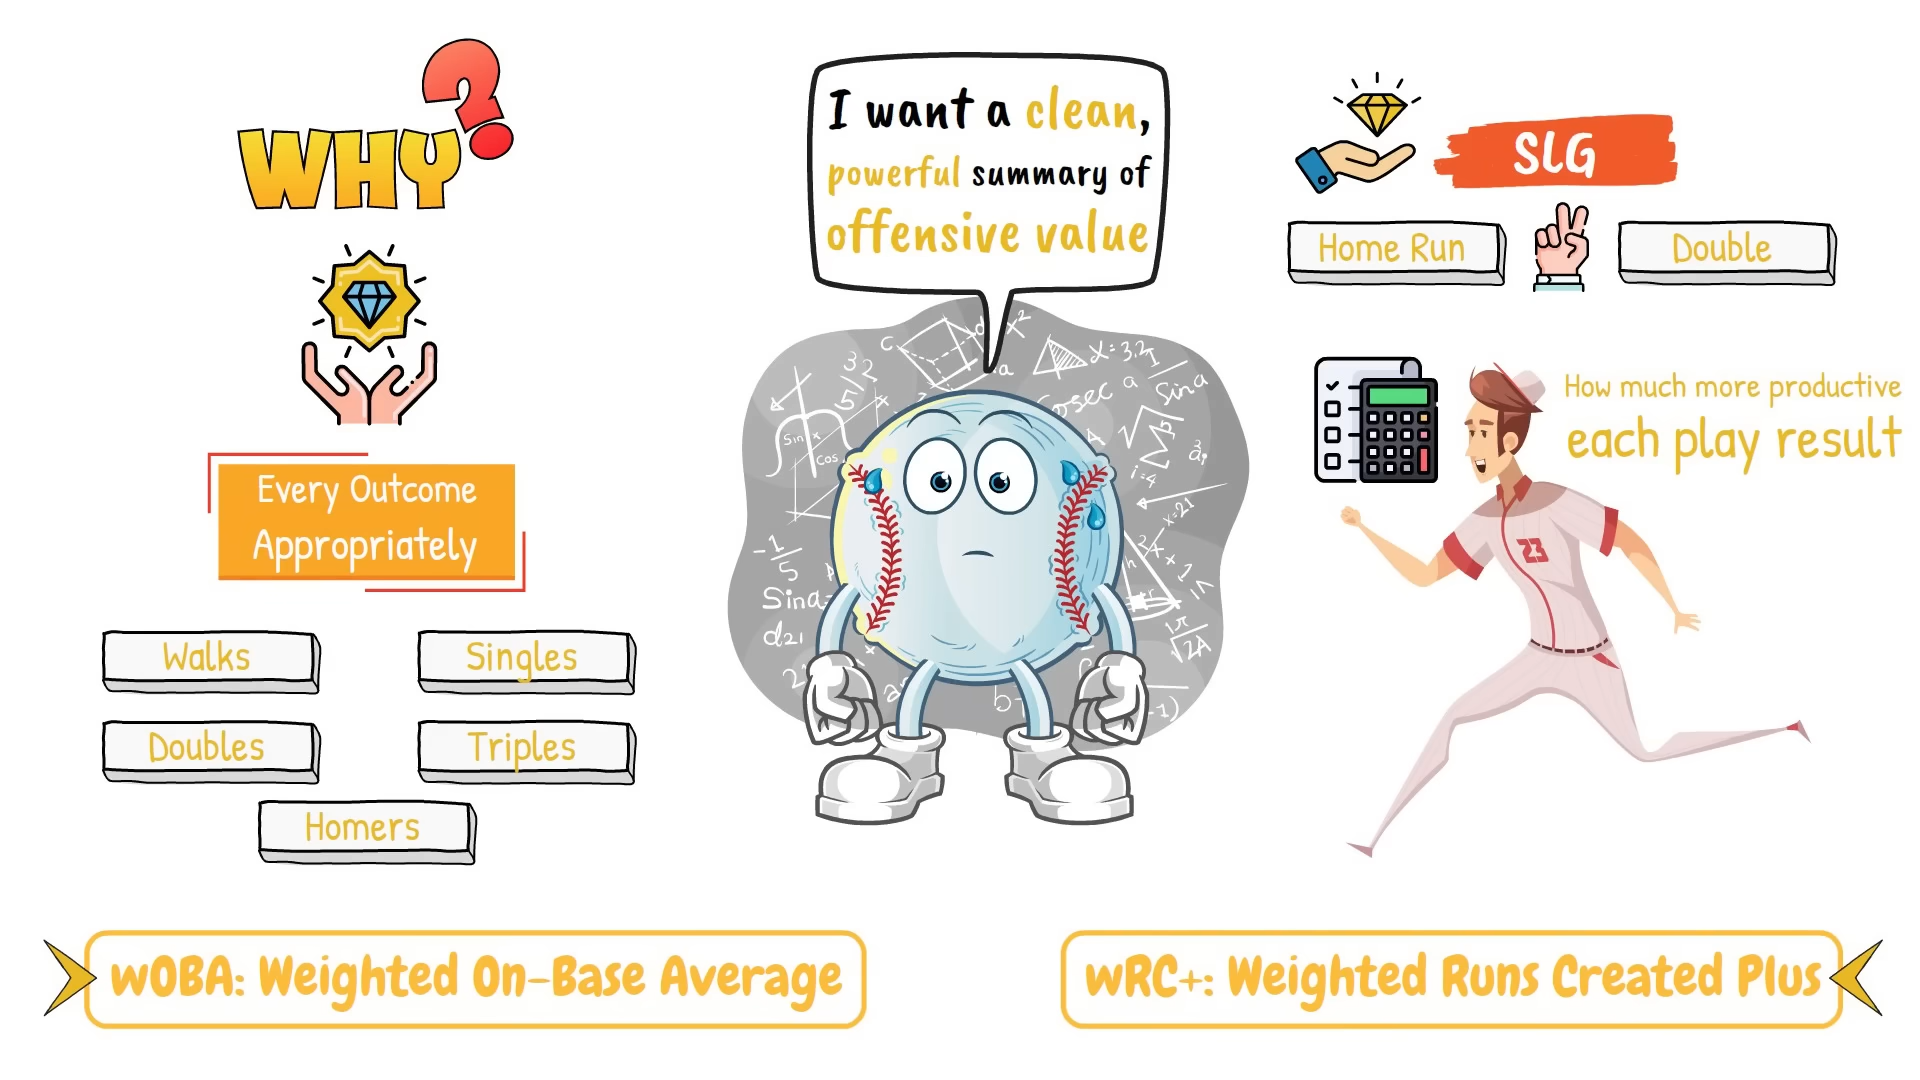 WHY?
Every Outcome
Appropriately
Walks
Singles
Doubles
Triples
Homers
I want a clean,
powerful summary of
offensive value
SLG
Home Run
Double
How much more productive
each play result
23
wOBA: Weighted On-Base Average
wRC+: Weighted Runs Created Plus